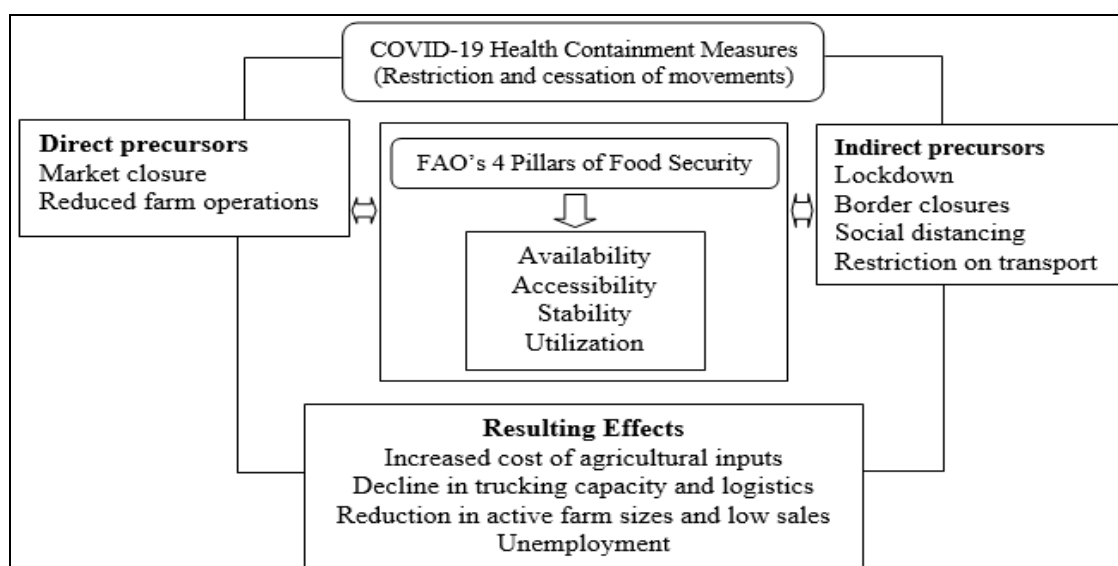 COVID-19 Health Containment Measures
(Restriction and cessation of movements)
Direct precursors
Market closure
Reduced farm operations
FAO's 4 Pillars of Food Security
Availability
Accessibility
Stability
Utilization
Indirect precursors
Lockdown
Border closures
Social distancing
Restriction on transport
Resulting Effects
Increased cost of agricultural inputs
Decline in trucking capacity and logistics
Reduction in active farm sizes and low sales
Unemployment